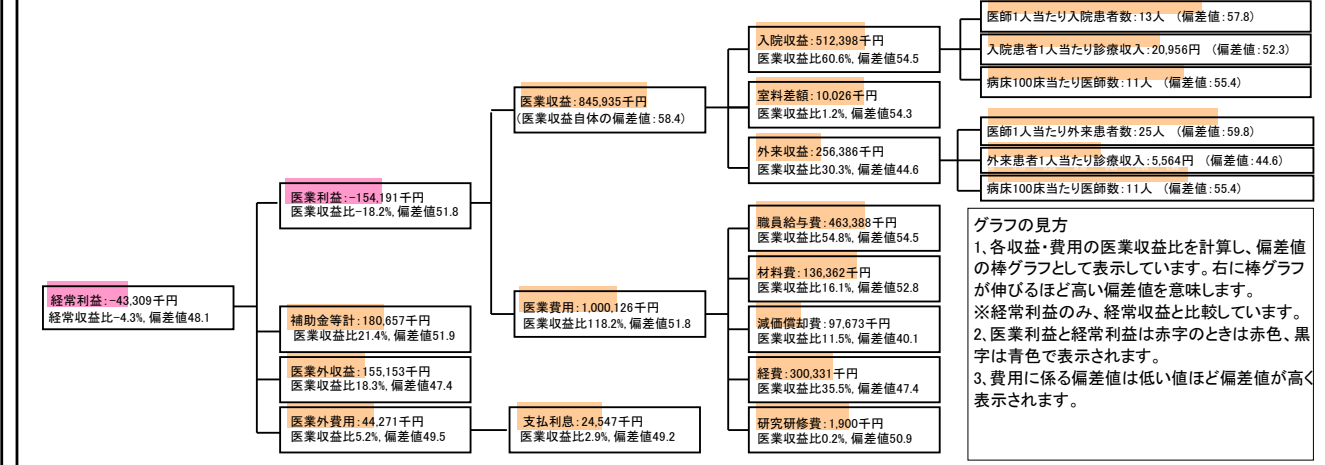 経常利益:-43,309千円
経常収支比-4.3%, 偏差値48.1
医業利益:-154,191千円
医業収益比-18.2%, 偏差値51.8
補助金等計:180,657千円
医業収益比21.4%, 偏差値51.9
医業外収益:155,153千円
医業収益比18.3%, 偏差値47.4
医業外費用:44,271千円
医業収益比5.2%, 偏差値49.5
医業収益:845,935千円
(医業収益自体の偏差値:58.4)
医業費用:1,000,126千円
医業収益比118.2%, 偏差値51.8
支払利息:24,547千円
医業収益比2.9%, 偏差値49.2
入院収益:512,398千円
医業収益比60.6%, 偏差値54.5
室料差額:10,026千円
医業収益比1.2%, 偏差値54.3
外来収益:256,386千円
医業収益比30.3%, 偏差値44.6
職員給与費:463,388千円
医業収益比54.8%, 偏差値54.5
材料費:136,362千円
医業収益比16.1%, 偏差値52.8
減価償却費:97,673千円
医業収益比11.5%, 偏差値40.1
経費:300,331千円
医業収益比35.5%, 偏差値47.4
研究研修費:1,900千円
医業収益比0.2%, 偏差値50.9
医師1人当たり入院患者数:13人 (偏差値:57.8)
入院患者1人当たり診療収入:20,956円 (偏差値:52.3)
病床100床当たり医師数:11人 (偏差値:55.4)
医師1人当たり外来患者数:25人 (偏差値:59.8)
外来患者1人当たり診療収入:5,564円 (偏差値:44.6)
病床100床当たり医師数:11人 (偏差値:55.4)
グラフの見方
1、各収益・費用の医業収益比を計算し、偏差値
の棒グラフとして表示しています。右に棒グラフ
が伸びるほど高い偏差値を意味します。
※経常利益のみ、経常収支と比較しています。
2、医業利益と経常利益は赤字のときは赤色、黒
字は青色で表示されます。
3、費用に係る偏差値は低い値ほど偏差値が高く
表示されます。